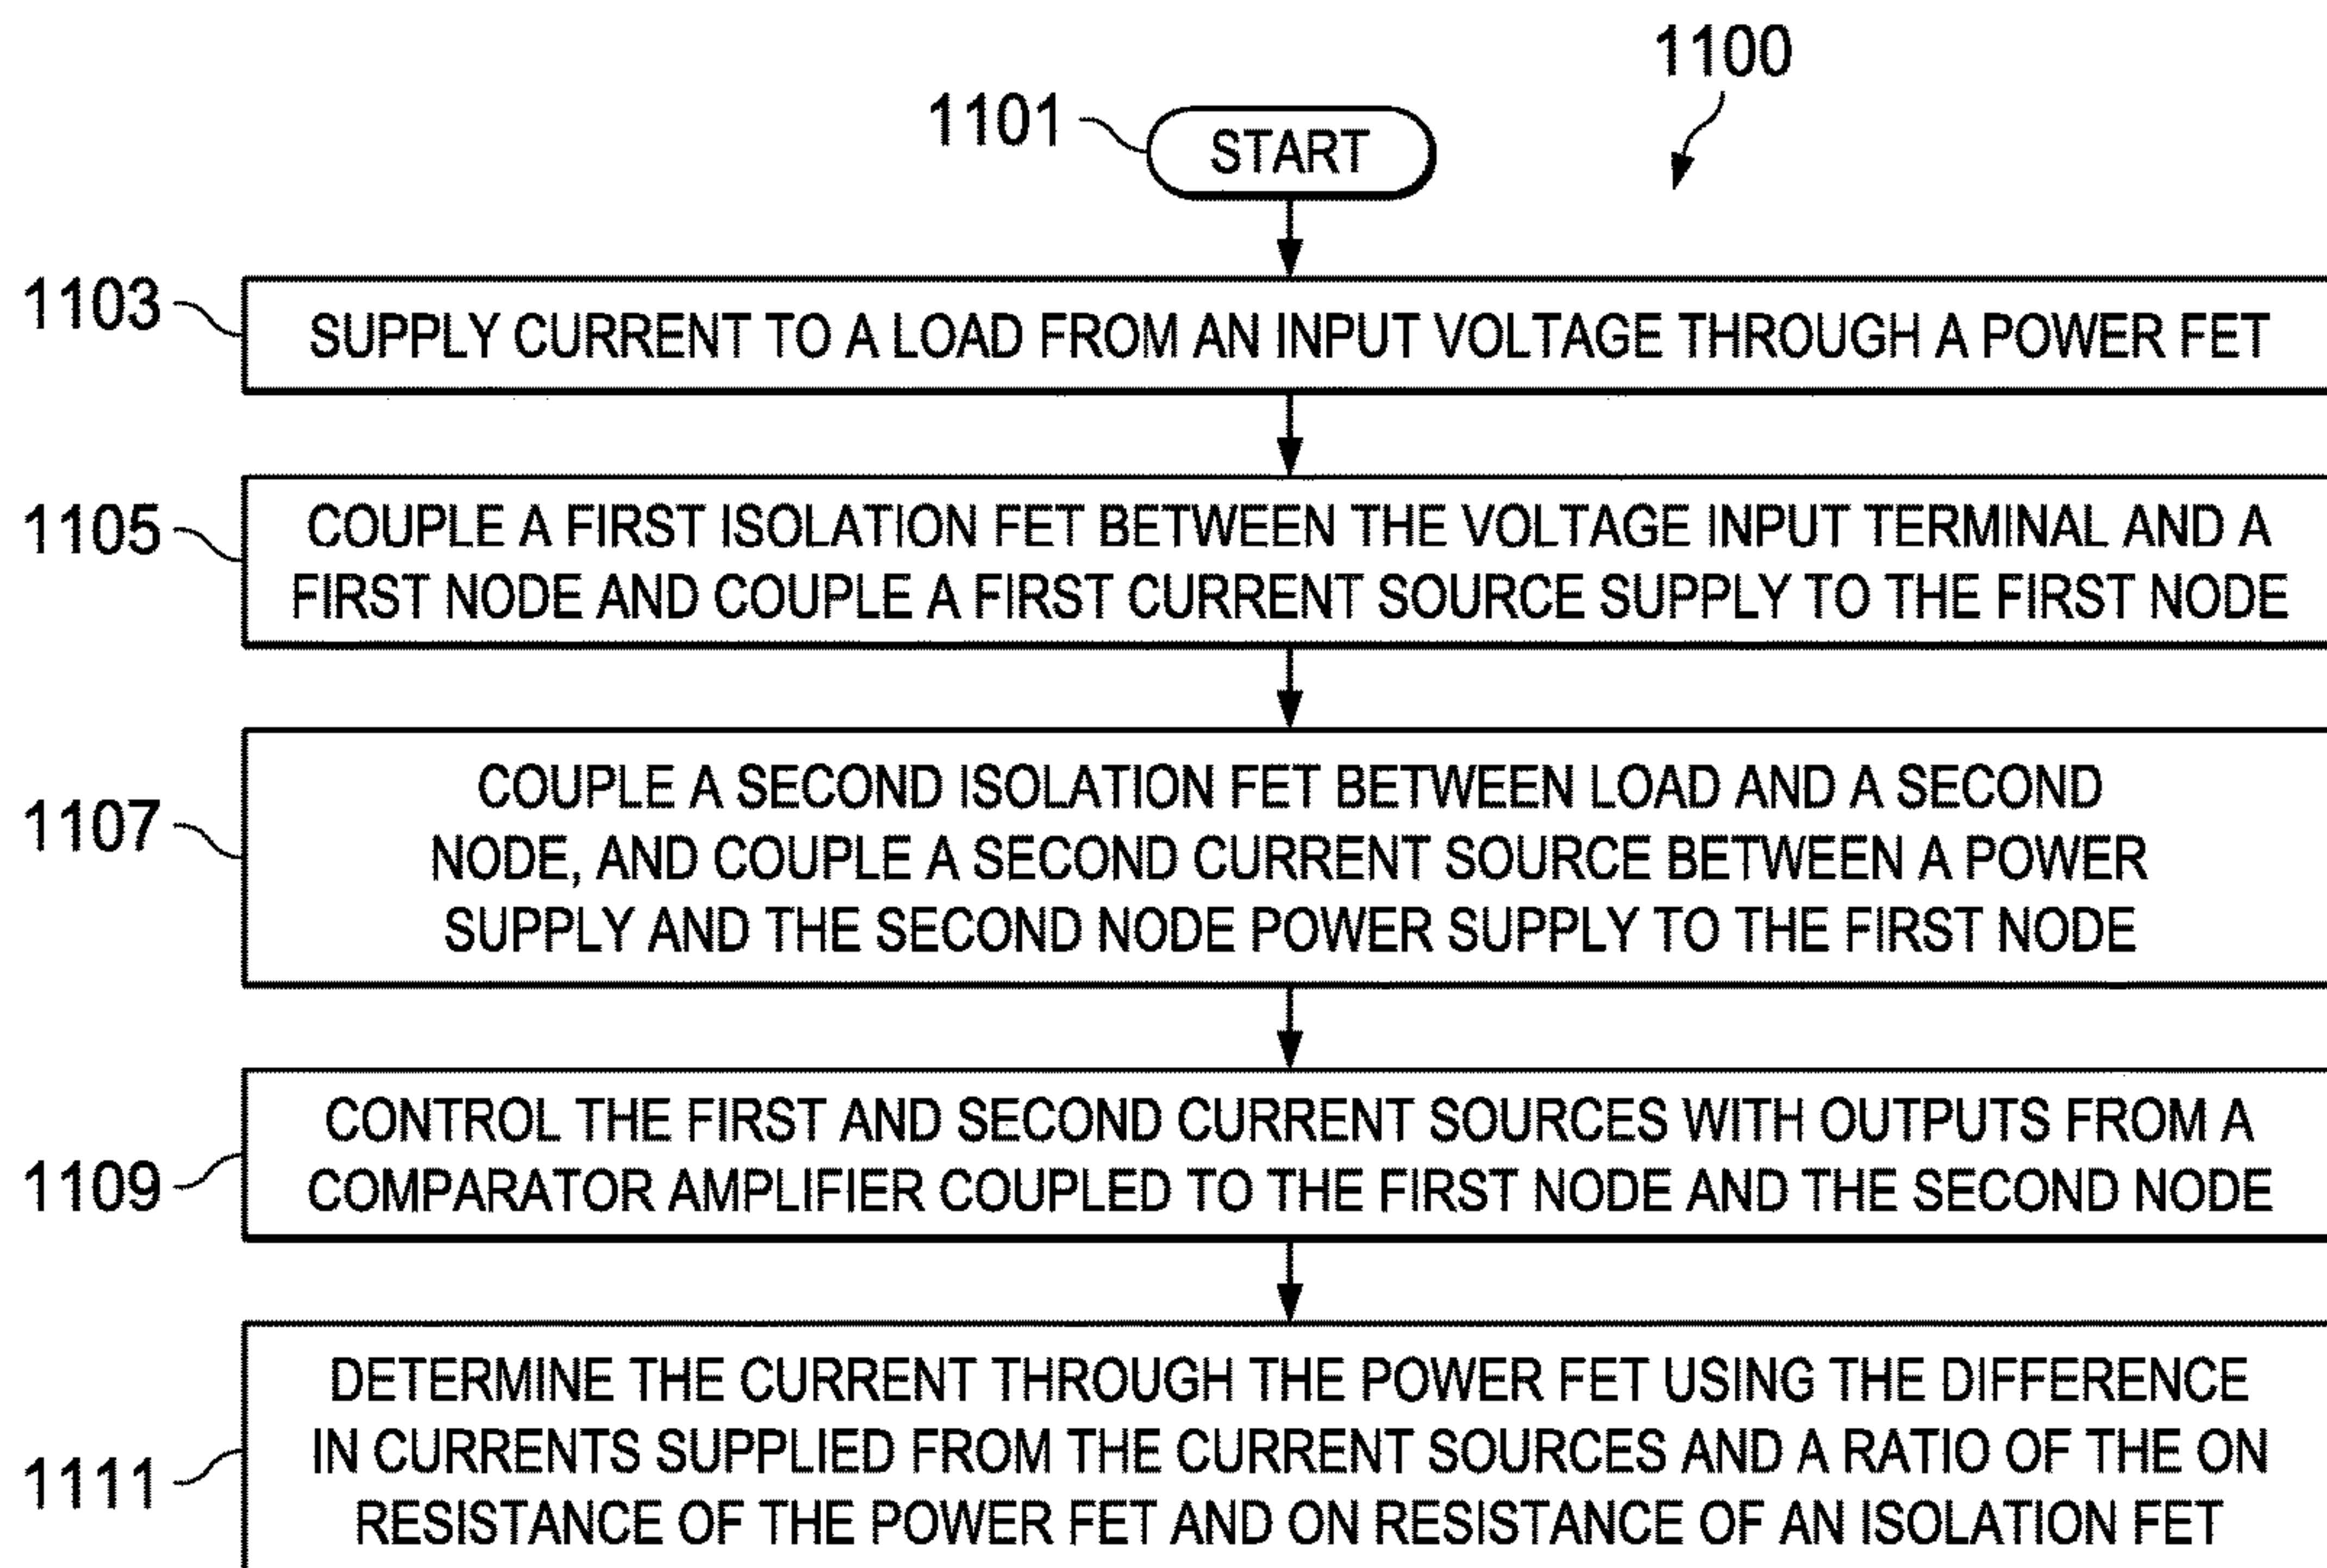 1100
1101
START
1103
SUPPLY CURRENT TO A LOAD FROM AN INPUT VOLTAGE THROUGH A POWER FET
1105
COUPLE A FIRST ISOLATION FET BETWEEN THE VOLTAGE INPUT TERMINAL AND A
FIRST NODE AND COUPLE A FIRST CURRENT SOURCE SUPPLY TO THE FIRST NODE
1107
COUPLE A SECOND ISOLATION FET BETWEEN LOAD AND A SECOND
NODE, AND COUPLE A SECOND CURRENT SOURCE BETWEEN A POWER
SUPPLY AND THE SECOND NODE POWER SUPPLY TO THE FIRST NODE
1109
CONTROL THE FIRST AND SECOND CURRENT SOURCES WITH OUTPUTS FROM A
COMPARATOR AMPLIFIER COUPLED TO THE FIRST NODE AND THE SECOND NODE
1111
DETERMINE THE CURRENT THROUGH THE POWER FET USING THE DIFFERENCE
IN CURRENTS SUPPLIED FROM THE CURRENT SOURCES AND A RATIO OF THE ON
RESISTANCE OF THE POWER FET AND ON RESISTANCE OF AN ISOLATION FET